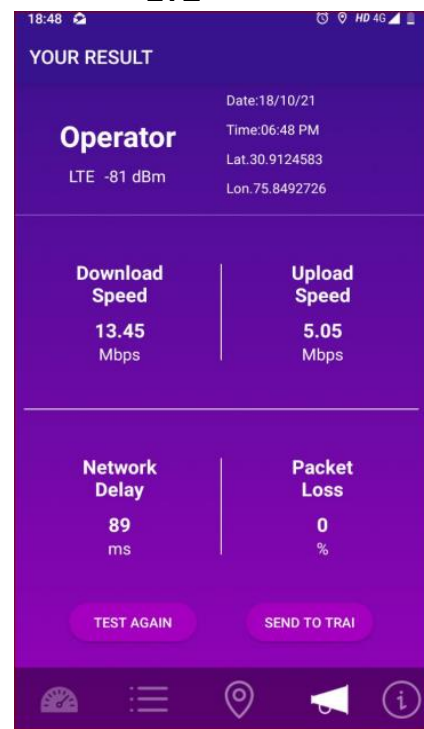 18:48 HD 4G
YOUR RESULT
Operator
LTE -81 dBm
Date:18/10/21
Time:06:48 PM
Lat.30.9124583
Lon.75.8492726
Download
Speed
13.45
Mbps
Upload
Speed
5.05
Mbps
Network
Delay
89
ms
Packet
Loss
0
%
TEST AGAIN
SEND TO TRAI
i